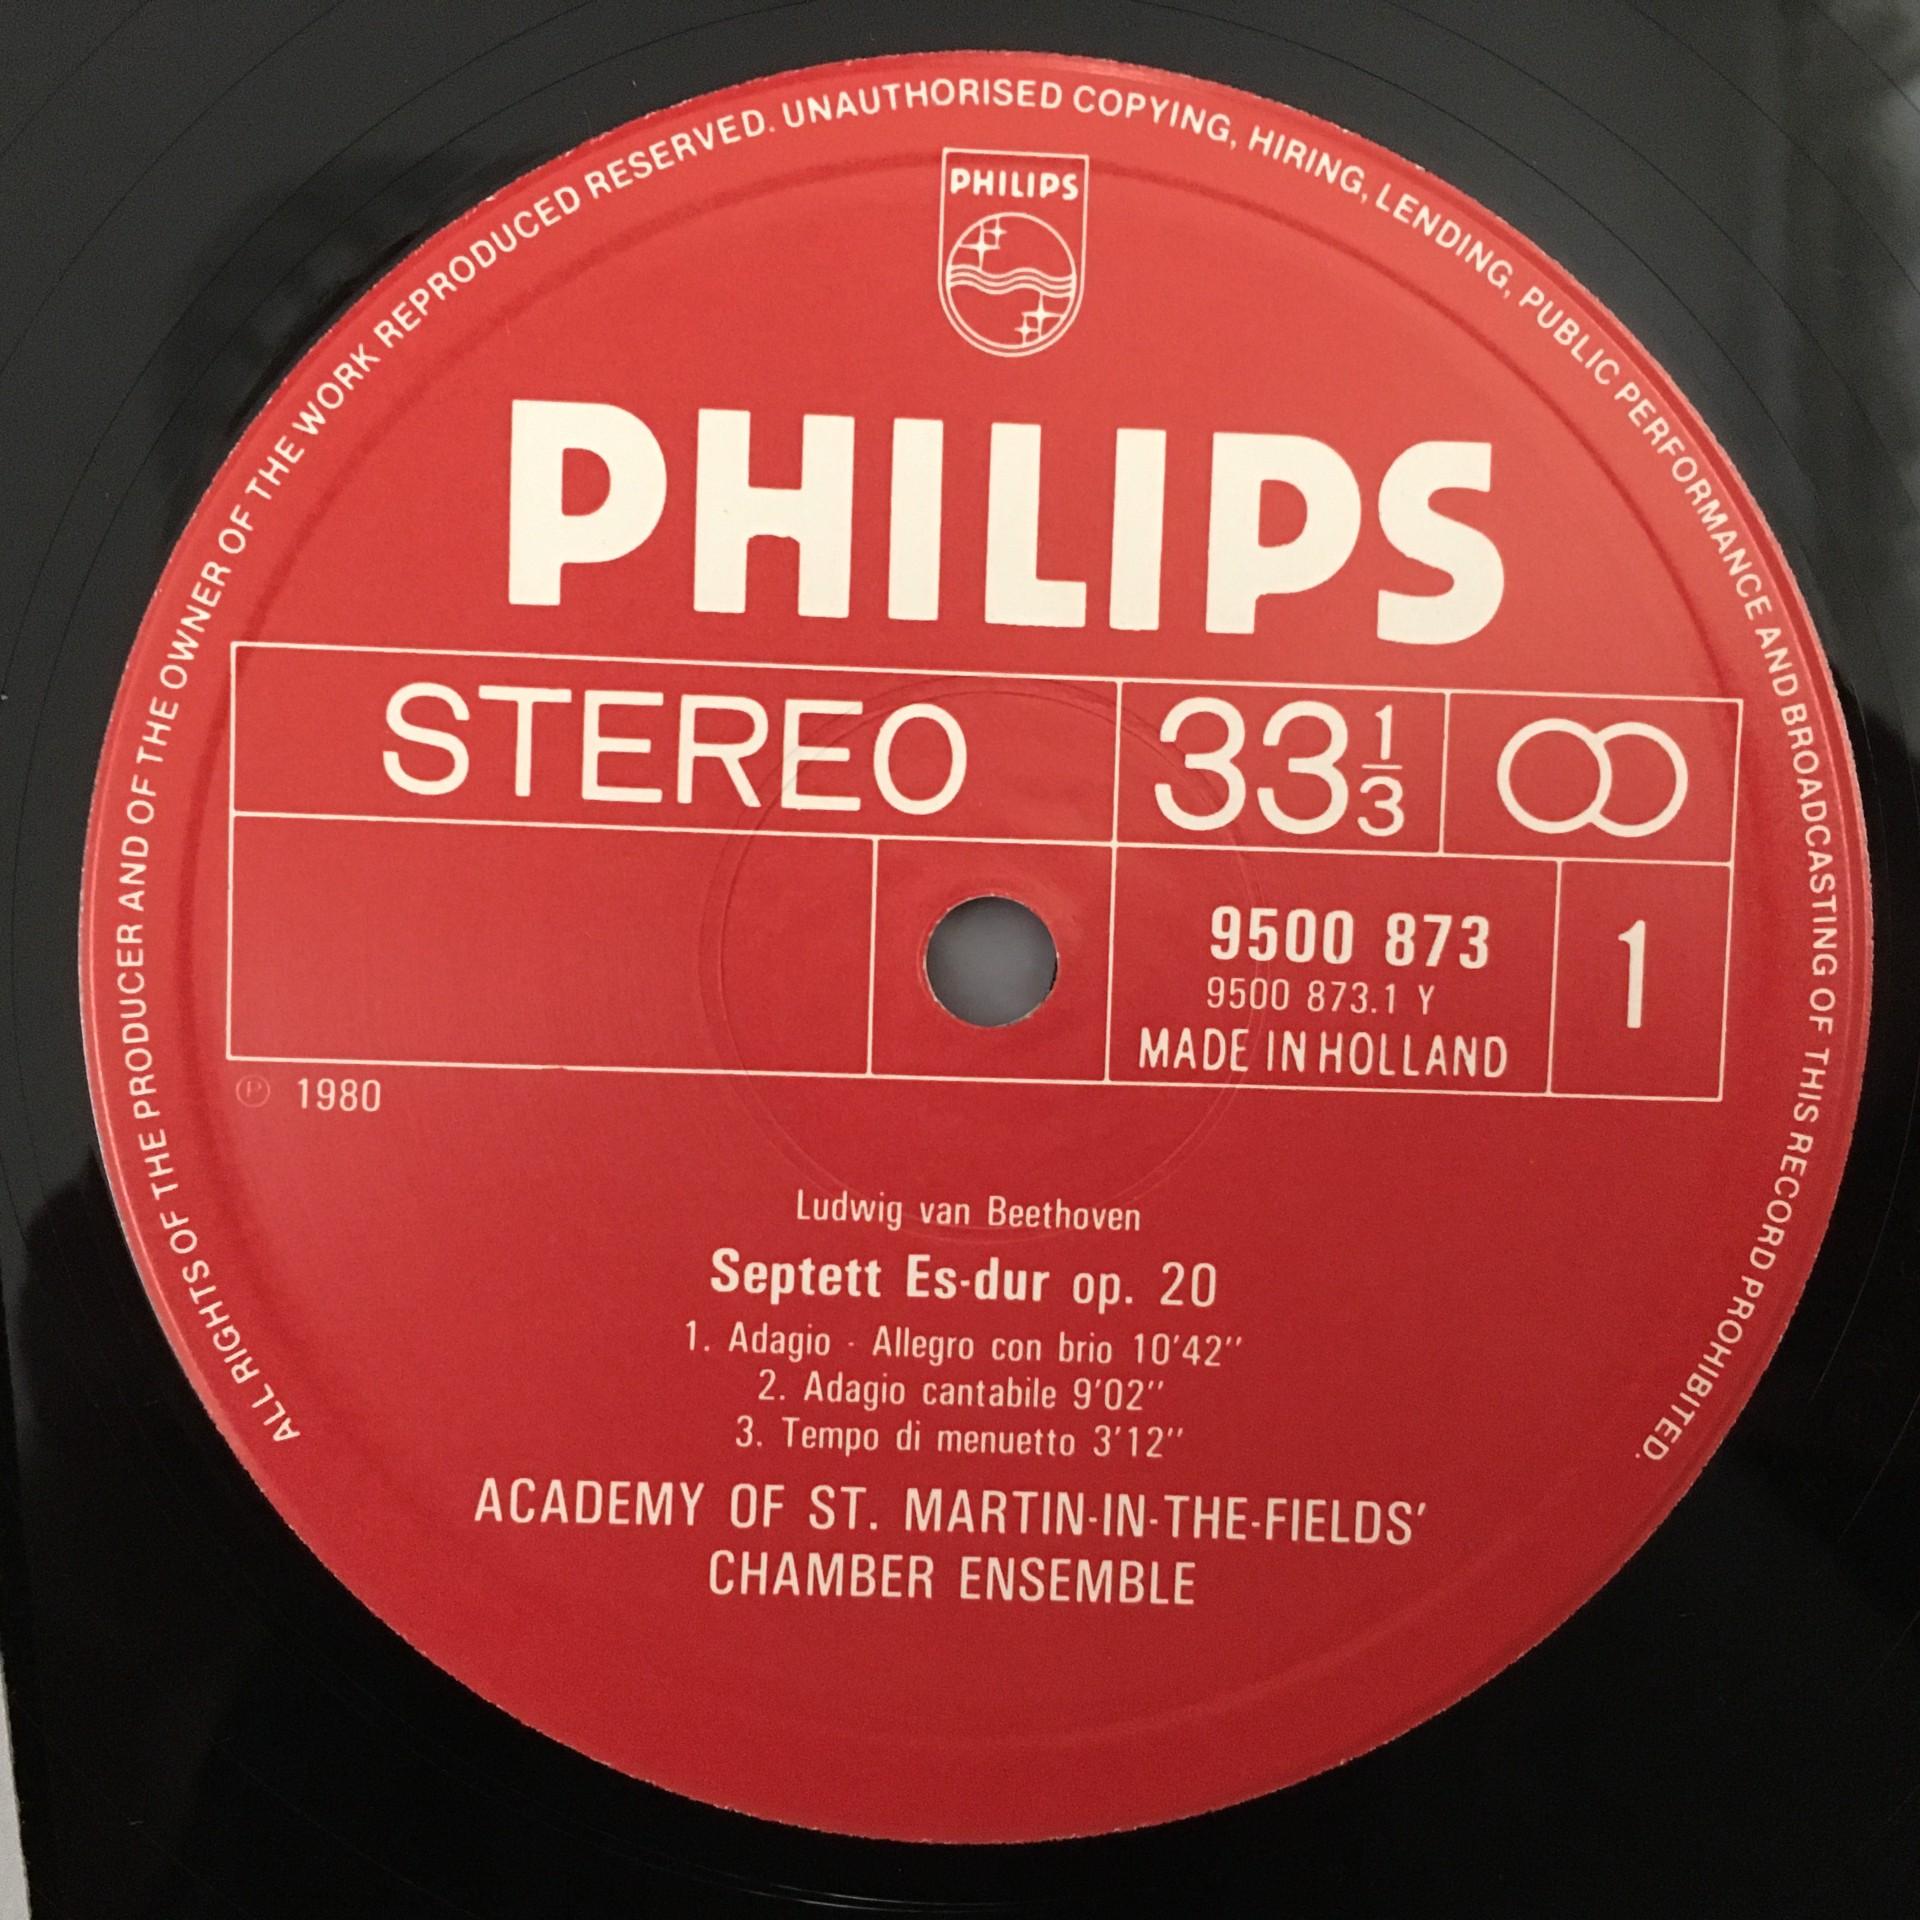 ALL RIGHTS OF THE PRODUCER AND OF THE OWNER OF THE WORK REPRODUCED RESERVED. UNAUTHORISED COPYING, HIRING, LENDING, PUBLIC PERFORMANCE AND BROADCASTING OF THIS RECORD PROHIBITED.
PHILIPS
PHILIPS
STEREO 33 1/3
9500 873 1
9500 873.1 Y
MADE IN HOLLAND
Ⓟ 1980
Ludwig van Beethoven
Septett Es-dur op. 20
1. Adagio - Allegro con brio 10'42''
2. Adagio cantabile 9'02''
3. Tempo di menuetto 3'12''
ACADEMY OF ST. MARTIN-IN-THE-FIELDS'
CHAMBER ENSEMBLE